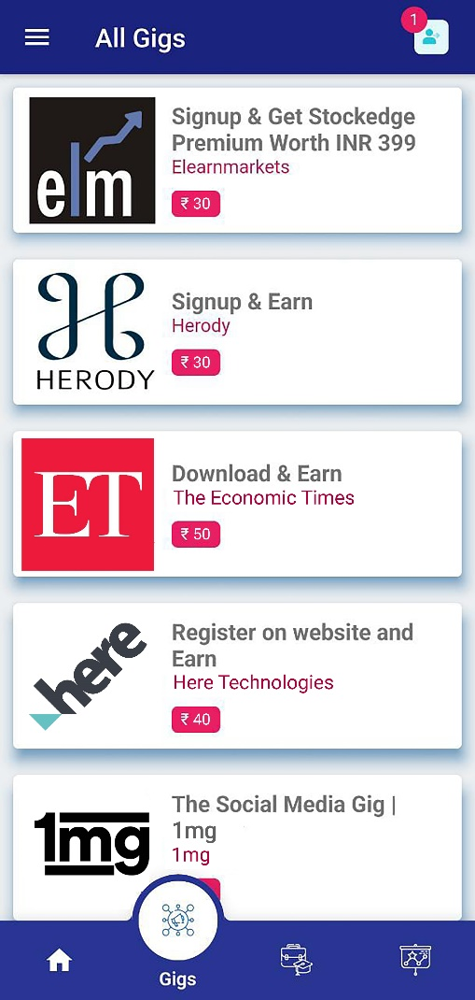 All Gigs
1
elm
Signup & Get Stockedge
Premium Worth INR 399
Elearnmarkets
₹ 30
HERODY
Signup & Earn
Herody
₹ 30
ET
Download & Earn
The Economic Times
₹ 50
here
Register on website and
Earn
Here Technologies
₹ 40
1mg
The Social Media Gig |
1mg
1mg
Gigs